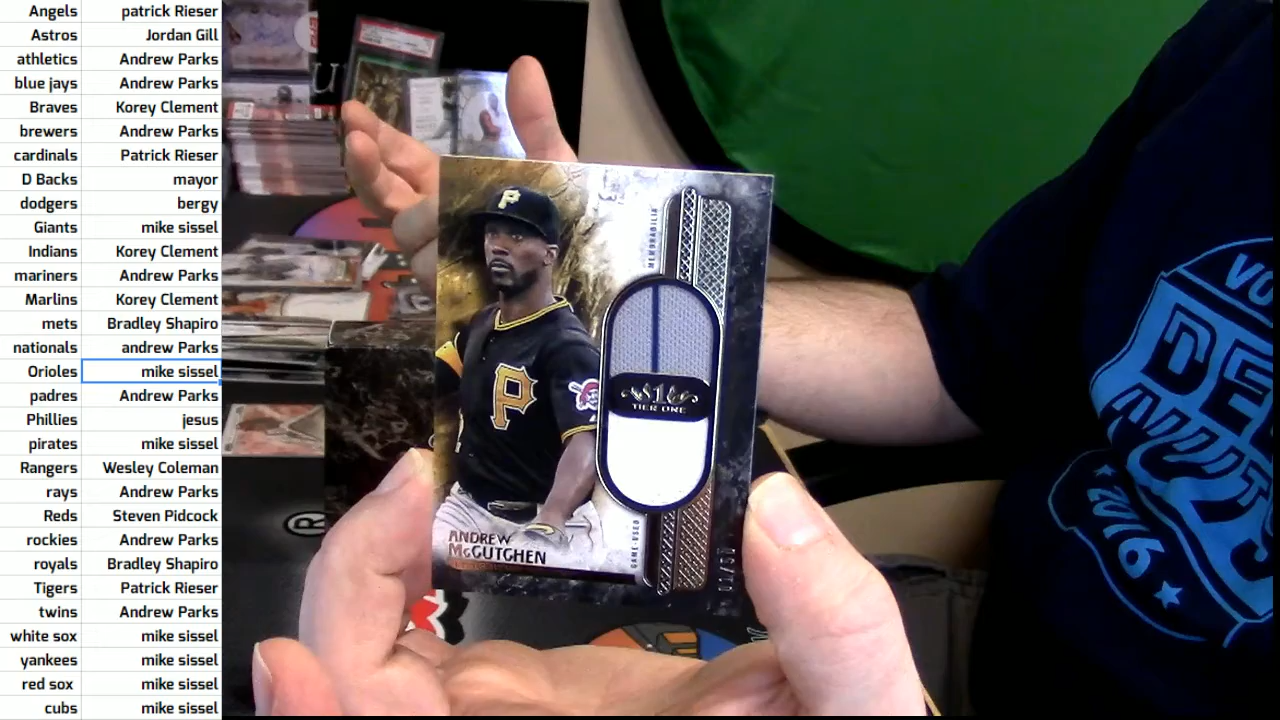 Angels patrick Rieser
Astros Jordan Gill
athletics Andrew Parks
blue jays Andrew Parks
Braves Korey Clement
brewers Andrew Parks
cardinals Patrick Rieser
D Backs mayor
dodgers bergy
Giants mike sissel
Indians Korey Clement
mariners Andrew Parks
Marlins Korey Clement
mets Bradley Shapiro
nationals andrew Parks
Orioles mike sissel
padres Andrew Parks
Phillies jesus
pirates mike sissel
Rangers Wesley Coleman
rays Andrew Parks
Reds Steven Pidcock
rockies Andrew Parks
royals Bradley Shapiro
Tigers Patrick Rieser
twins Andrew Parks
white sox mike sissel
yankees mike sissel
red sox mike sissel
cubs mike sissel
P
P
MEMORABILIA
1
TIER ONE
GAME-USED
ANDREW
McCUTCHEN
®
2016